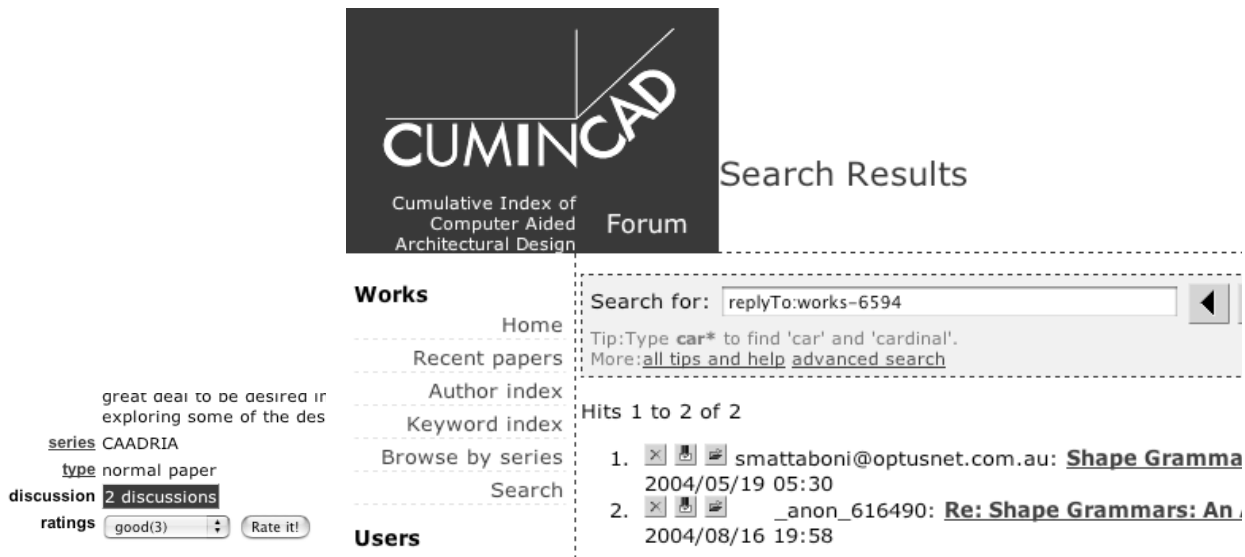 great deal to be desired in
exploring some of the des
series CAADRIA
type normal paper
discussion 2 discussions
ratings good(3) Rate it!
CUMINCAD
Cumulative Index of
Computer Aided
Architectural Design
Forum
Search Results
Works
Home
Recent papers
Author index
Keyword index
Browse by series
Search
Users
Search for: replyTo:works-6594
Tip:Type car* to find 'car' and 'cardinal'.
More:all tips and help advanced search
Hits 1 to 2 of 2
1. smattaboni@optusnet.com.au: Shape Gramma
2004/05/19 05:30
2. _anon_616490: Re: Shape Grammars: An
2004/08/16 19:58